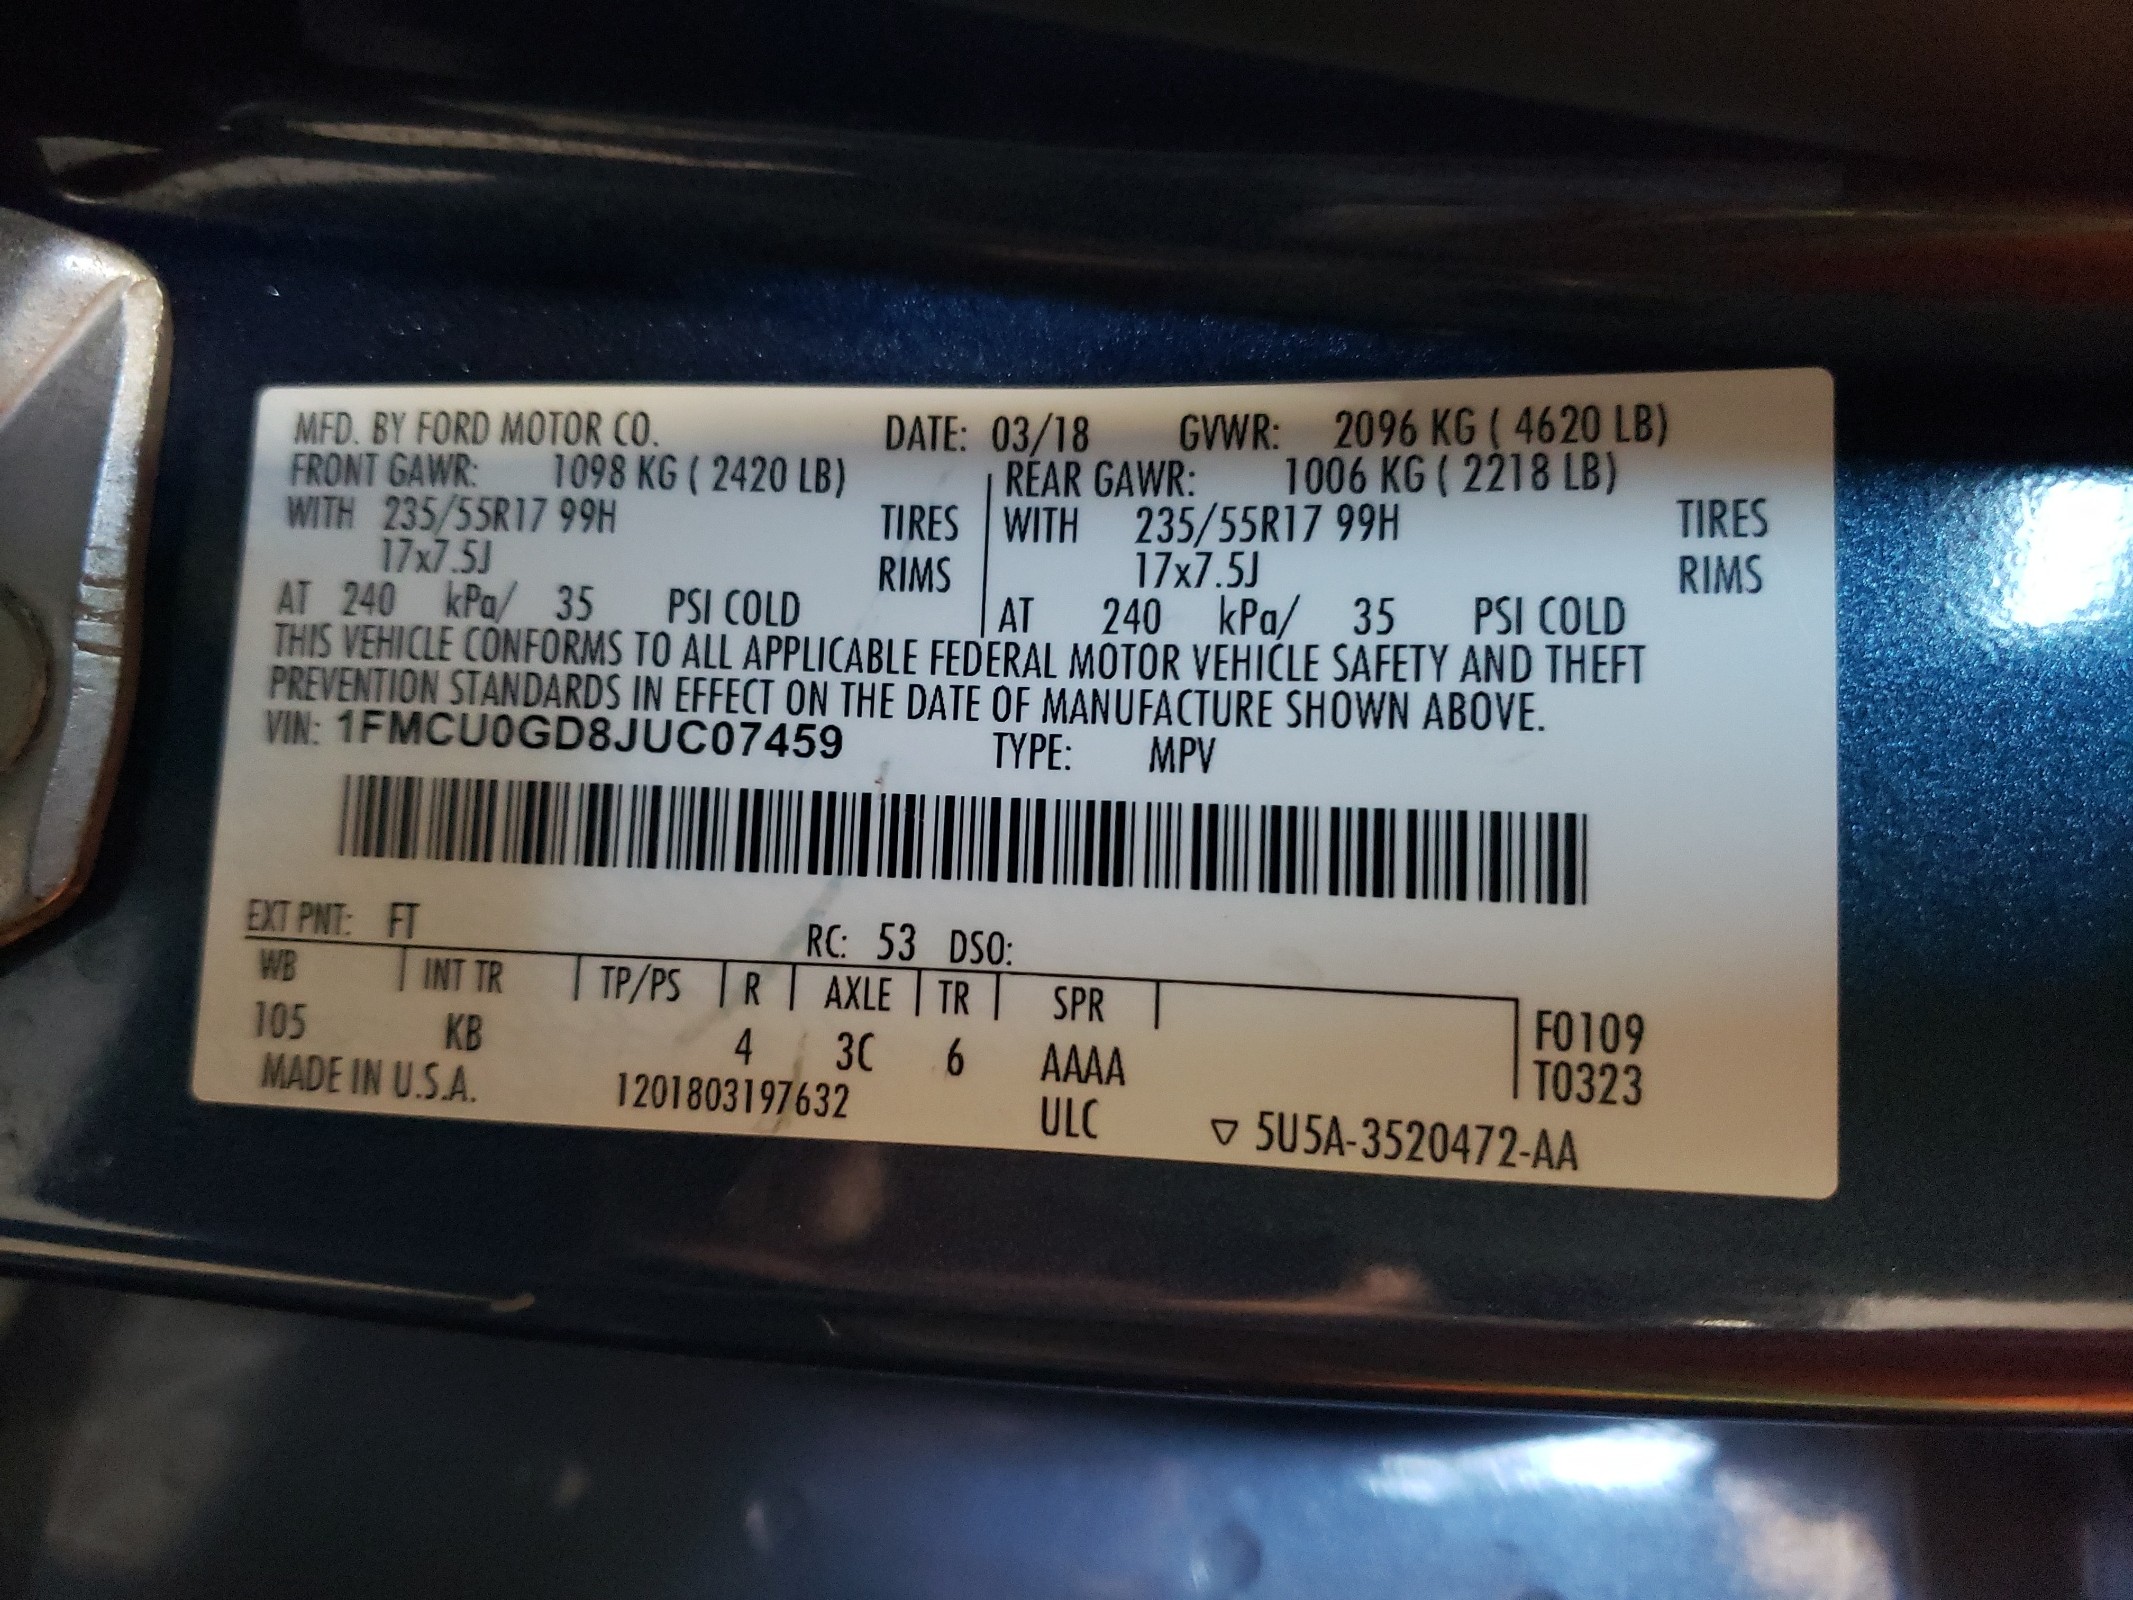 MFD. BY FORD MOTOR CO. DATE: 03/18 GVWR: 2096 KG ( 4620 LB)
FRONT GAWR: 1098 KG ( 2420 LB) REAR GAWR: 1006 KG ( 2218 LB)
WITH 235/55R17 99H TIRES WITH 235/55R17 99H TIRES
17x7.5J RIMS 17x7.5J RIMS
AT 240 kPa/ 35 PSI COLD AT 240 kPa/ 35 PSI COLD
THIS VEHICLE CONFORMS TO ALL APPLICABLE FEDERAL MOTOR VEHICLE SAFETY AND THEFT
PREVENTION STANDARDS IN EFFECT ON THE DATE OF MANUFACTURE SHOWN ABOVE.
VIN: 1FMCU0GD8JUC07459 TYPE: MPV
EXT PNT: FT RC: 53 DSO:
WB INT TR TP/PS R AXLE TR SPR
105 KB 4 3C 6 AAAA F0109
T0323
MADE IN U.S.A. 1201803197632 ULC ▽ 5U5A-3520472-AA